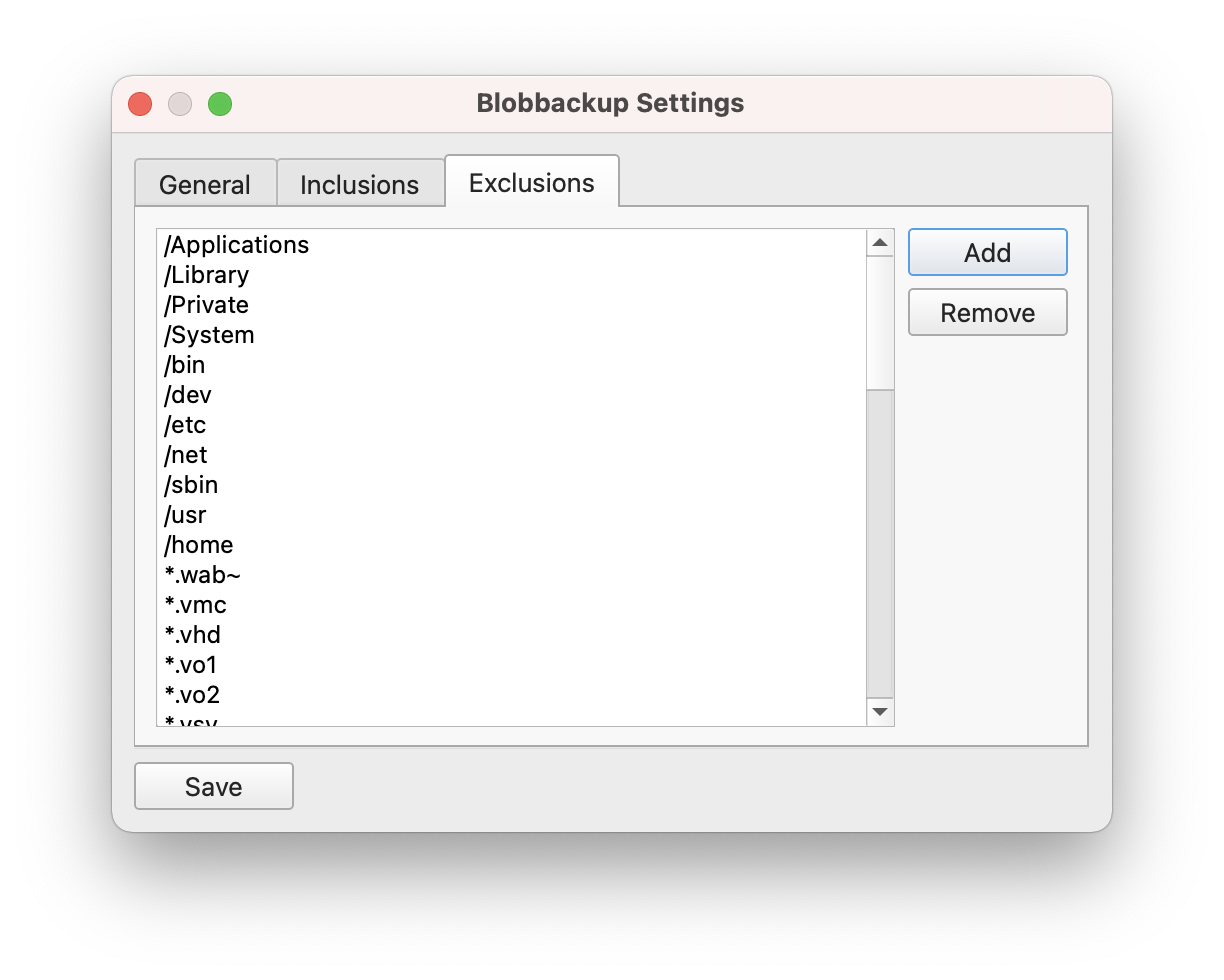 Blobbackup Settings
General
Inclusions
Exclusions
/Applications
/Library
/Private
/System
/bin
/dev
/etc
/net
/sbin
/usr
/home
*.wab~
*.vmc
*.vhd
*.vo1
*.vo2
Add
Remove
Save